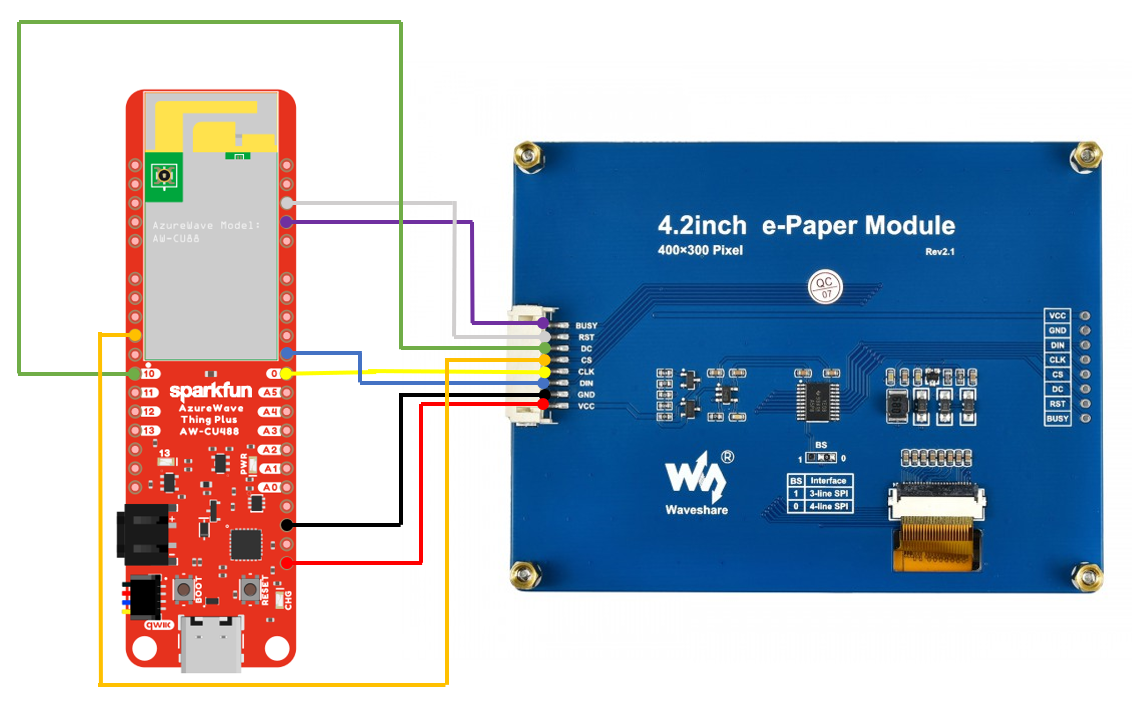 AzureWave Model:
AW-CU88
10
11
12
13
0
A5
A4
A3
A2
A1
A0
sparkfun
AzureWave
Thing Plus
AW-CU488
13
PWR
+
BOOT
RESET
CHG
qwiic
4.2inch e-Paper Module
400×300 Pixel
Rev2.1
QC
07
BUSY
RST
DC
CS
CLK
DIN
GND
VCC
VCC
GND
DIN
CLK
CS
DC
RST
BUSY
BS
1 0
BS Interface
1 3-line SPI
0 4-line SPI
®
Waveshare